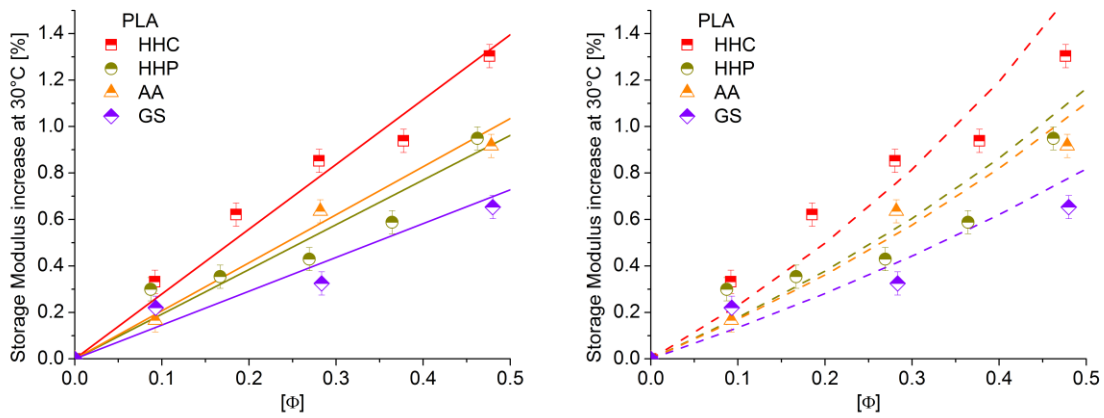 Storage Modulus increase at 30°C [%]
1.4
1.2
1.0
0.8
0.6
0.4
0.2
0.0
PLA
HHC
HHP
AA
GS
0.0 0.1 0.2 0.3 0.4 0.5
[Φ]
Storage Modulus increase at 30°C [%]
1.4
1.2
1.0
0.8
0.6
0.4
0.2
0.0
PLA
HHC
HHP
AA
GS
0.0 0.1 0.2 0.3 0.4 0.5
[Φ]